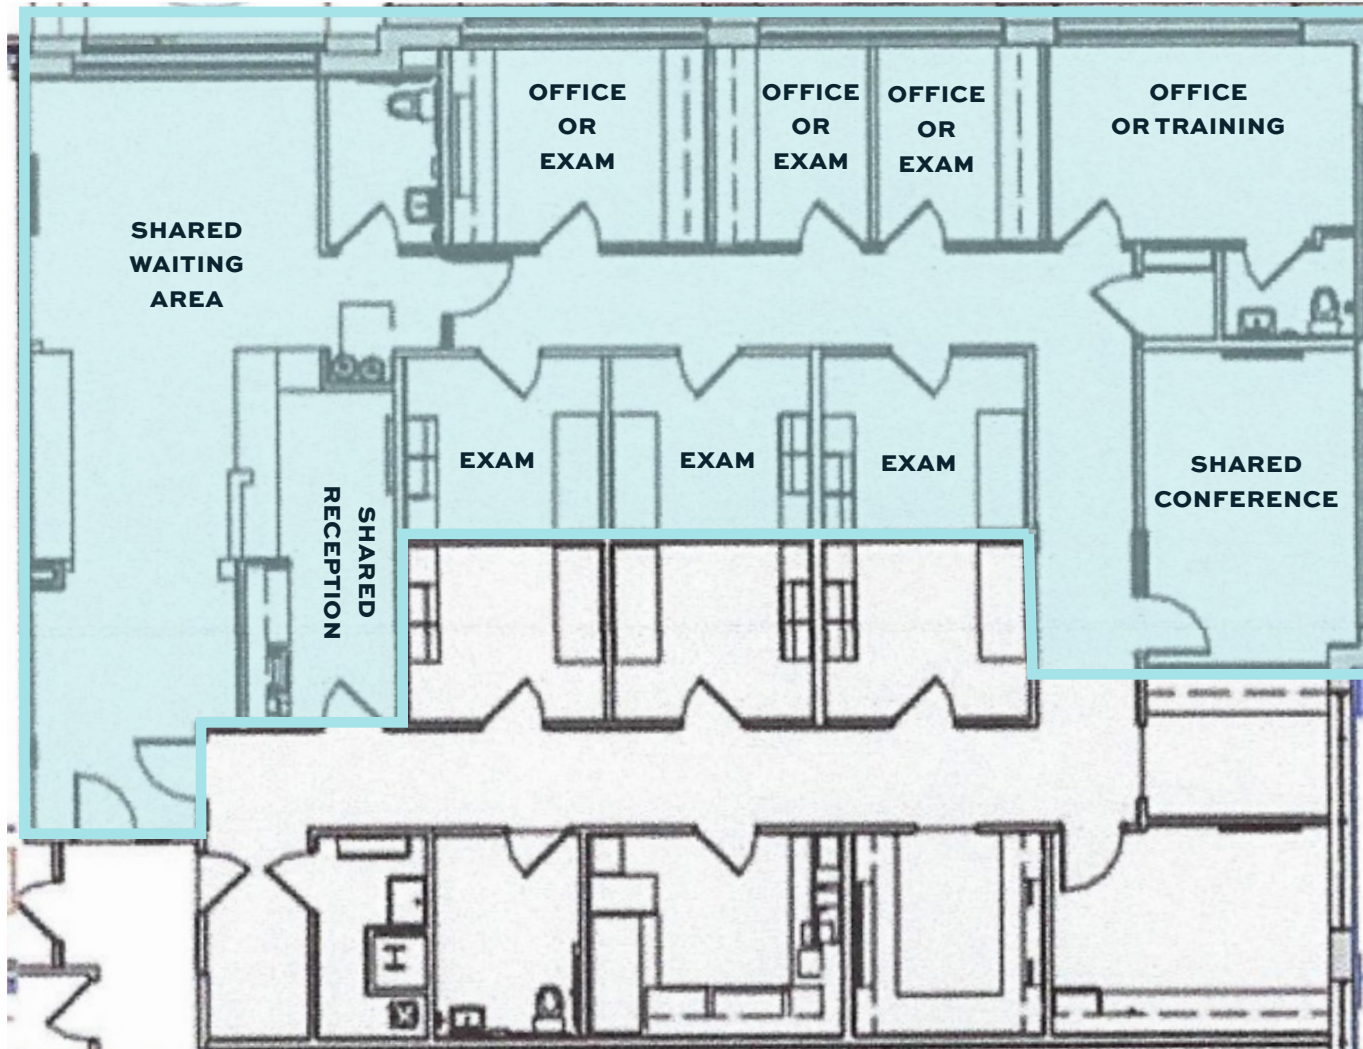 OFFICE
OR
EXAM
OFFICE
OR
EXAM
OFFICE
OR
EXAM
OFFICE
OR TRAINING
SHARED
WAITING
AREA
EXAM
EXAM
EXAM
SHARED
CONFERENCE
SHARED
RECEPTION